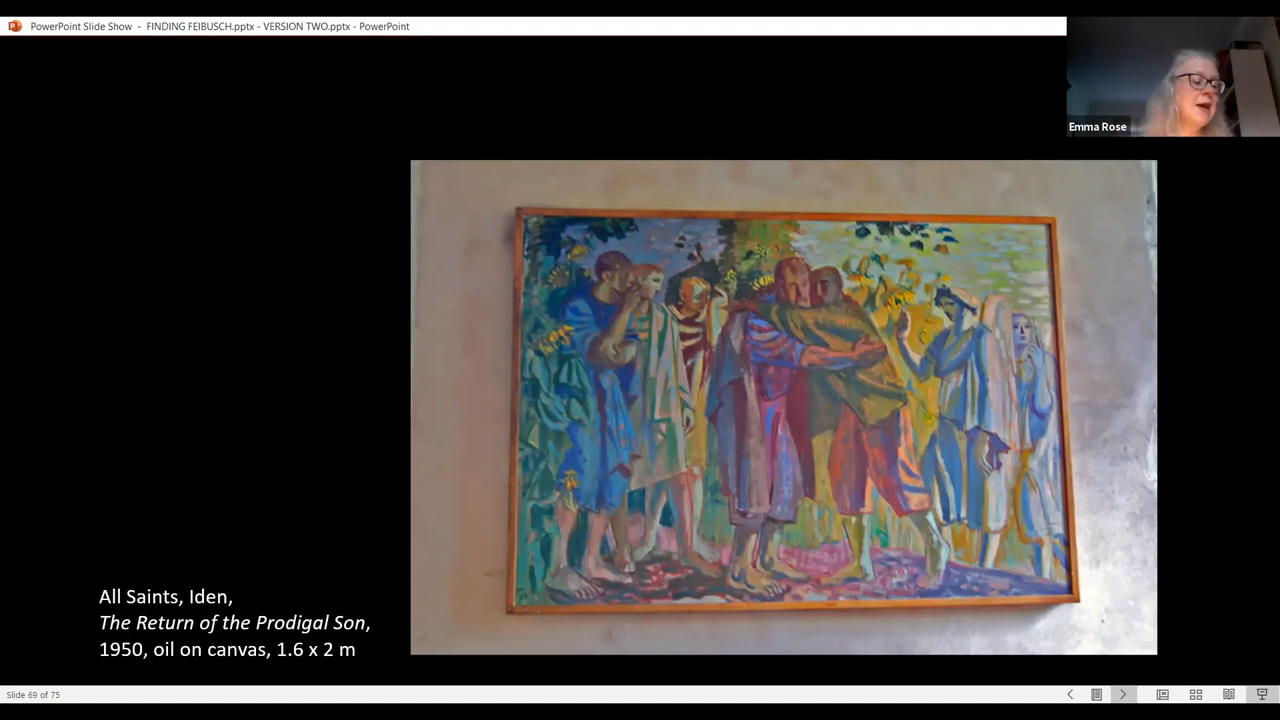 PowerPoint Slide Show - FINDING FEIBUSCH.pptx - VERSION TWO.pptx - PowerPoint
Emma Rose
All Saints, Iden,
The Return of the Prodigal Son,
1950, oil on canvas, 1.6 x 2 m
Slide 69 of 75